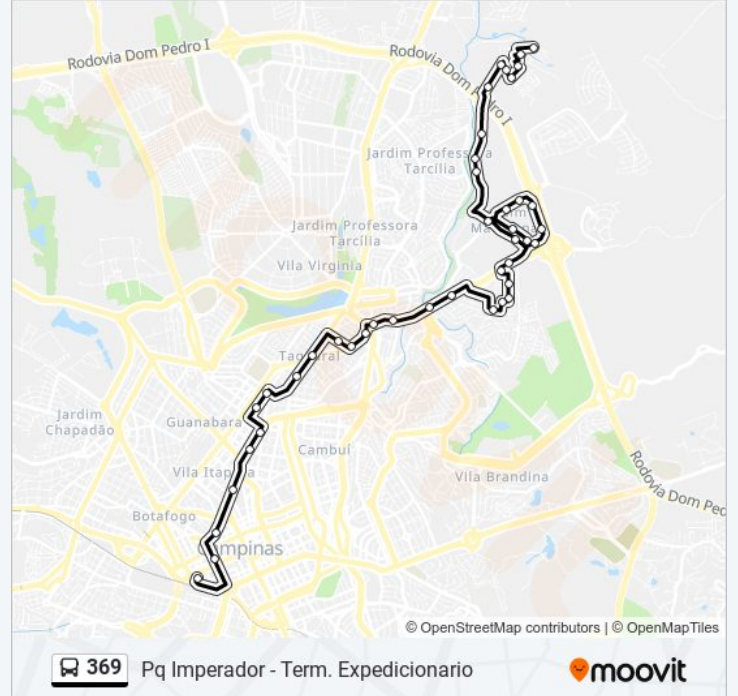 Rodovia Dom Pedro I
Rodovia Dom Pedro I
Jardim Professora
Tarcília
Jardim Professora
Tarcília
Vila Virgínia
Taquaral
Jardim
Chapadão
Guanabara
Cambuí
Vila Itapura
Vila Brandina
Rodovia Dom Ped
Botafogo
Campinas
© OpenStreetMap contributors | © OpenMapTiles
369 Pq Imperador - Term. Expedicionario
moovit